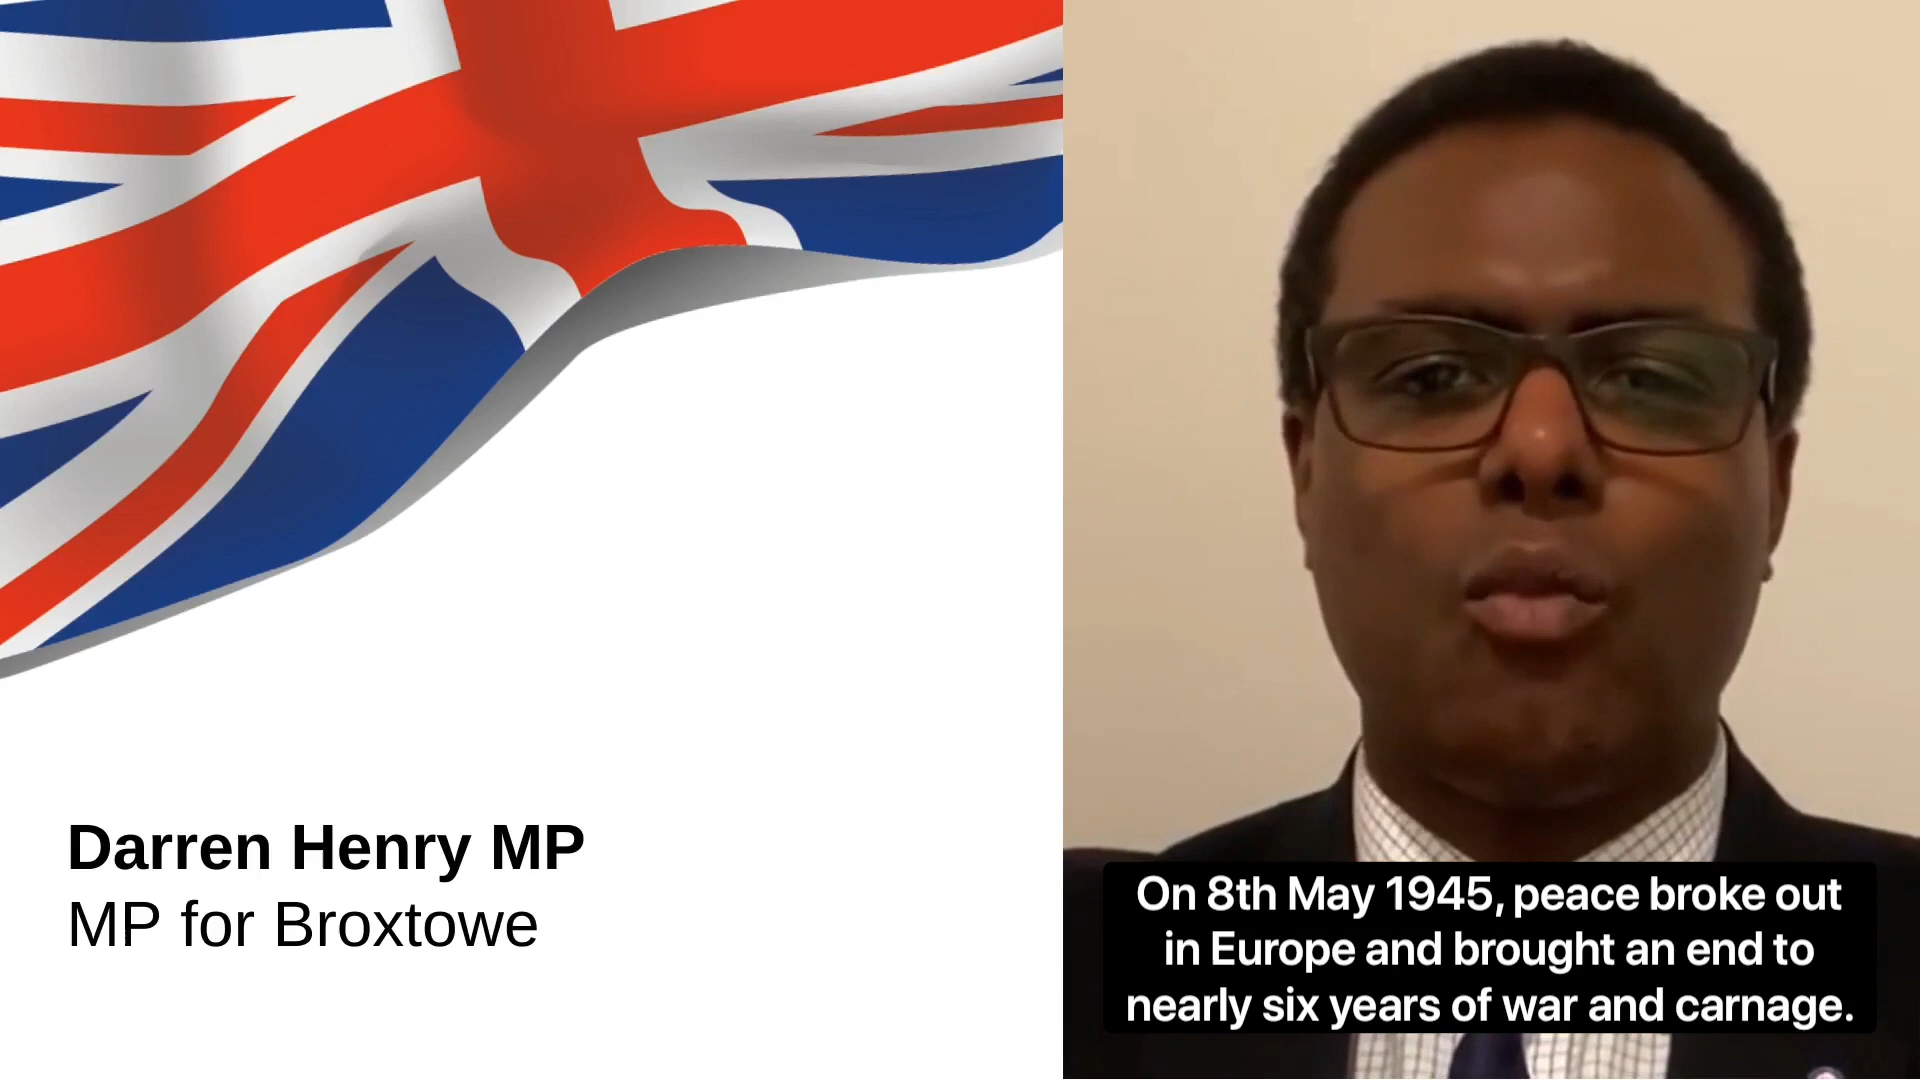 Darren Henry MP
MP for Broxtowe
On 8th May 1945, peace broke out
in Europe and brought an end to
nearly six years of war and carnage.